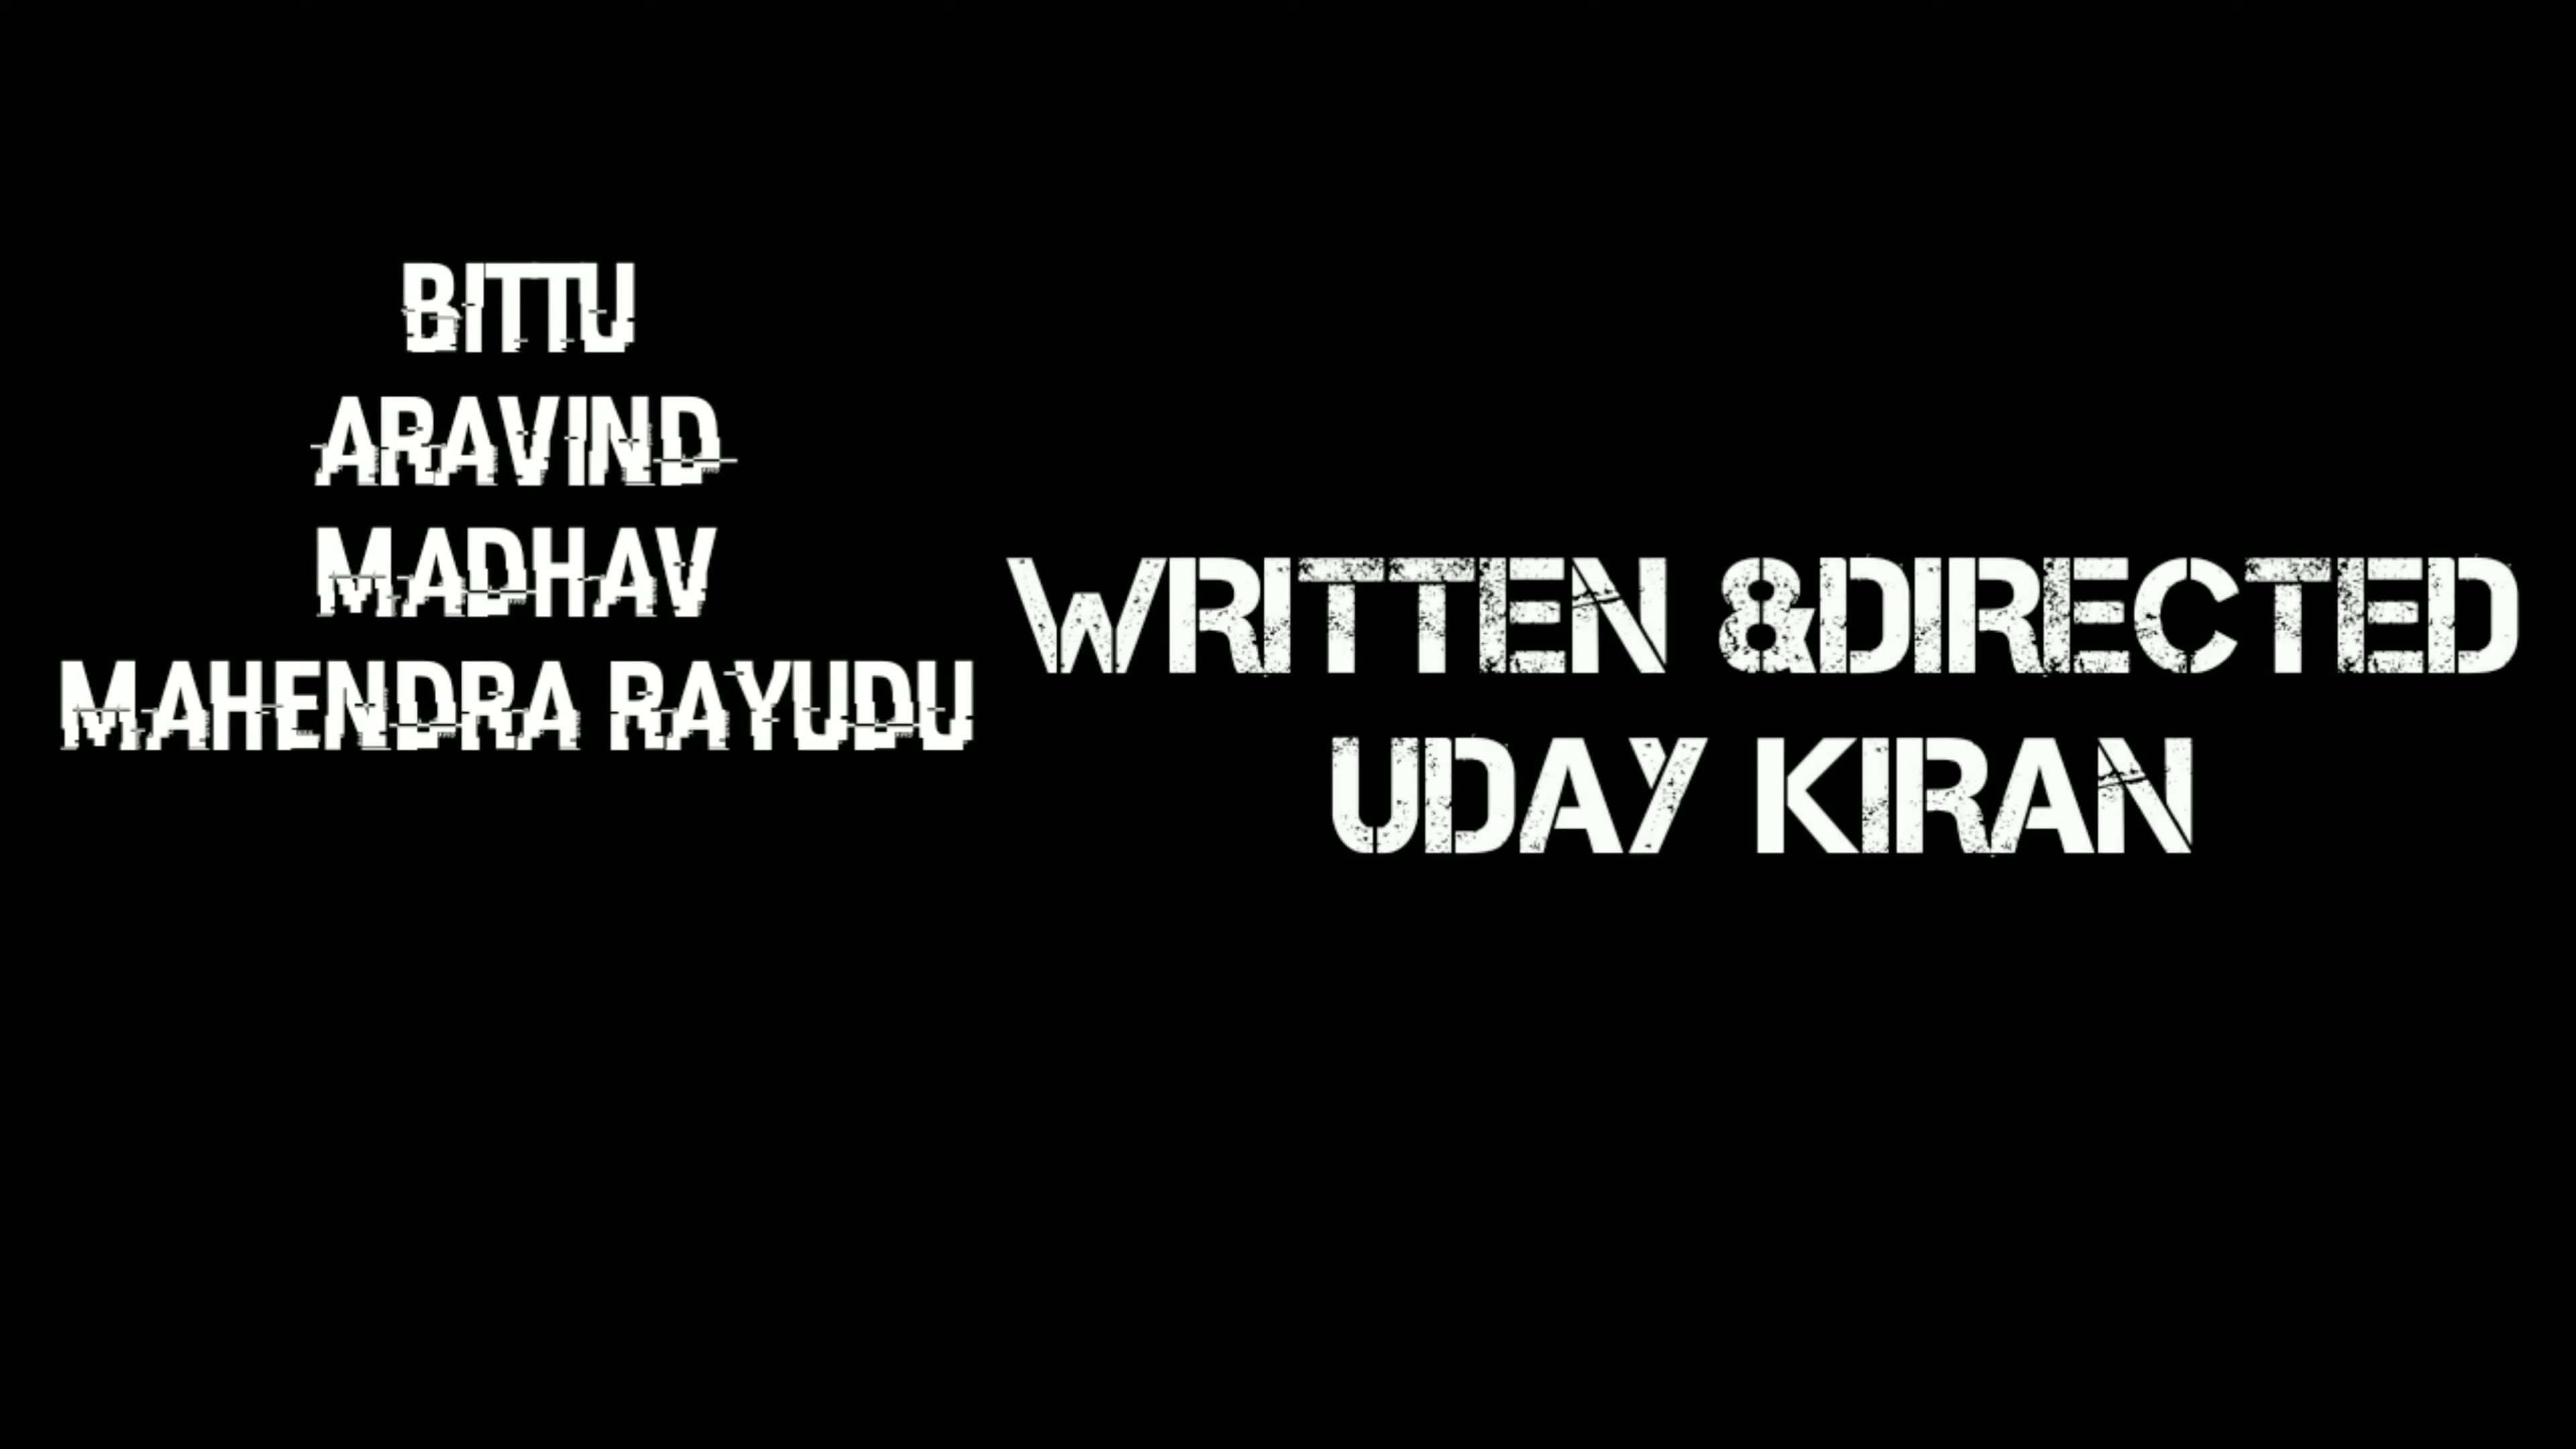 BITTU
ARAVIND
MADHAV
MAHENDRA RAYUDU
WRITTEN &DIRECTED
UDAY KIRAN